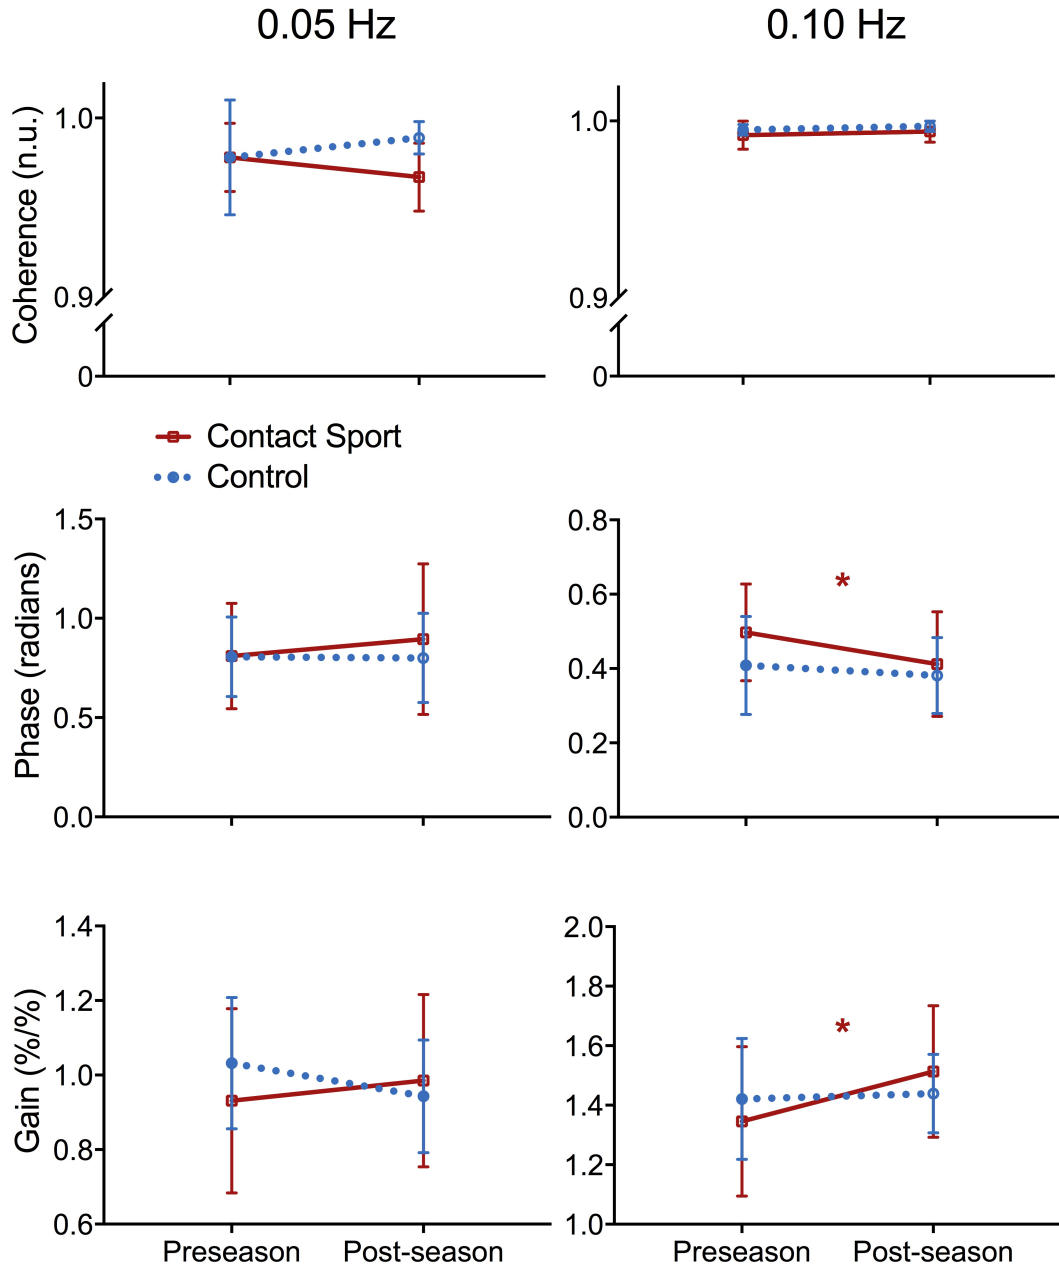 0.05 Hz
0.10 Hz
Coherence (n.u.)
1.0
0.9
0
1.0
0.9
0
Contact Sport
Control
Phase (radians)
1.5
1.0
0.5
0.0
0.8
0.6
0.4
0.2
0.0
*
Gain (%/%)
1.4
1.2
1.0
0.8
0.6
Preseason
Post-season
2.0
1.8
1.6
1.4
1.2
1.0
*
Preseason
Post-season